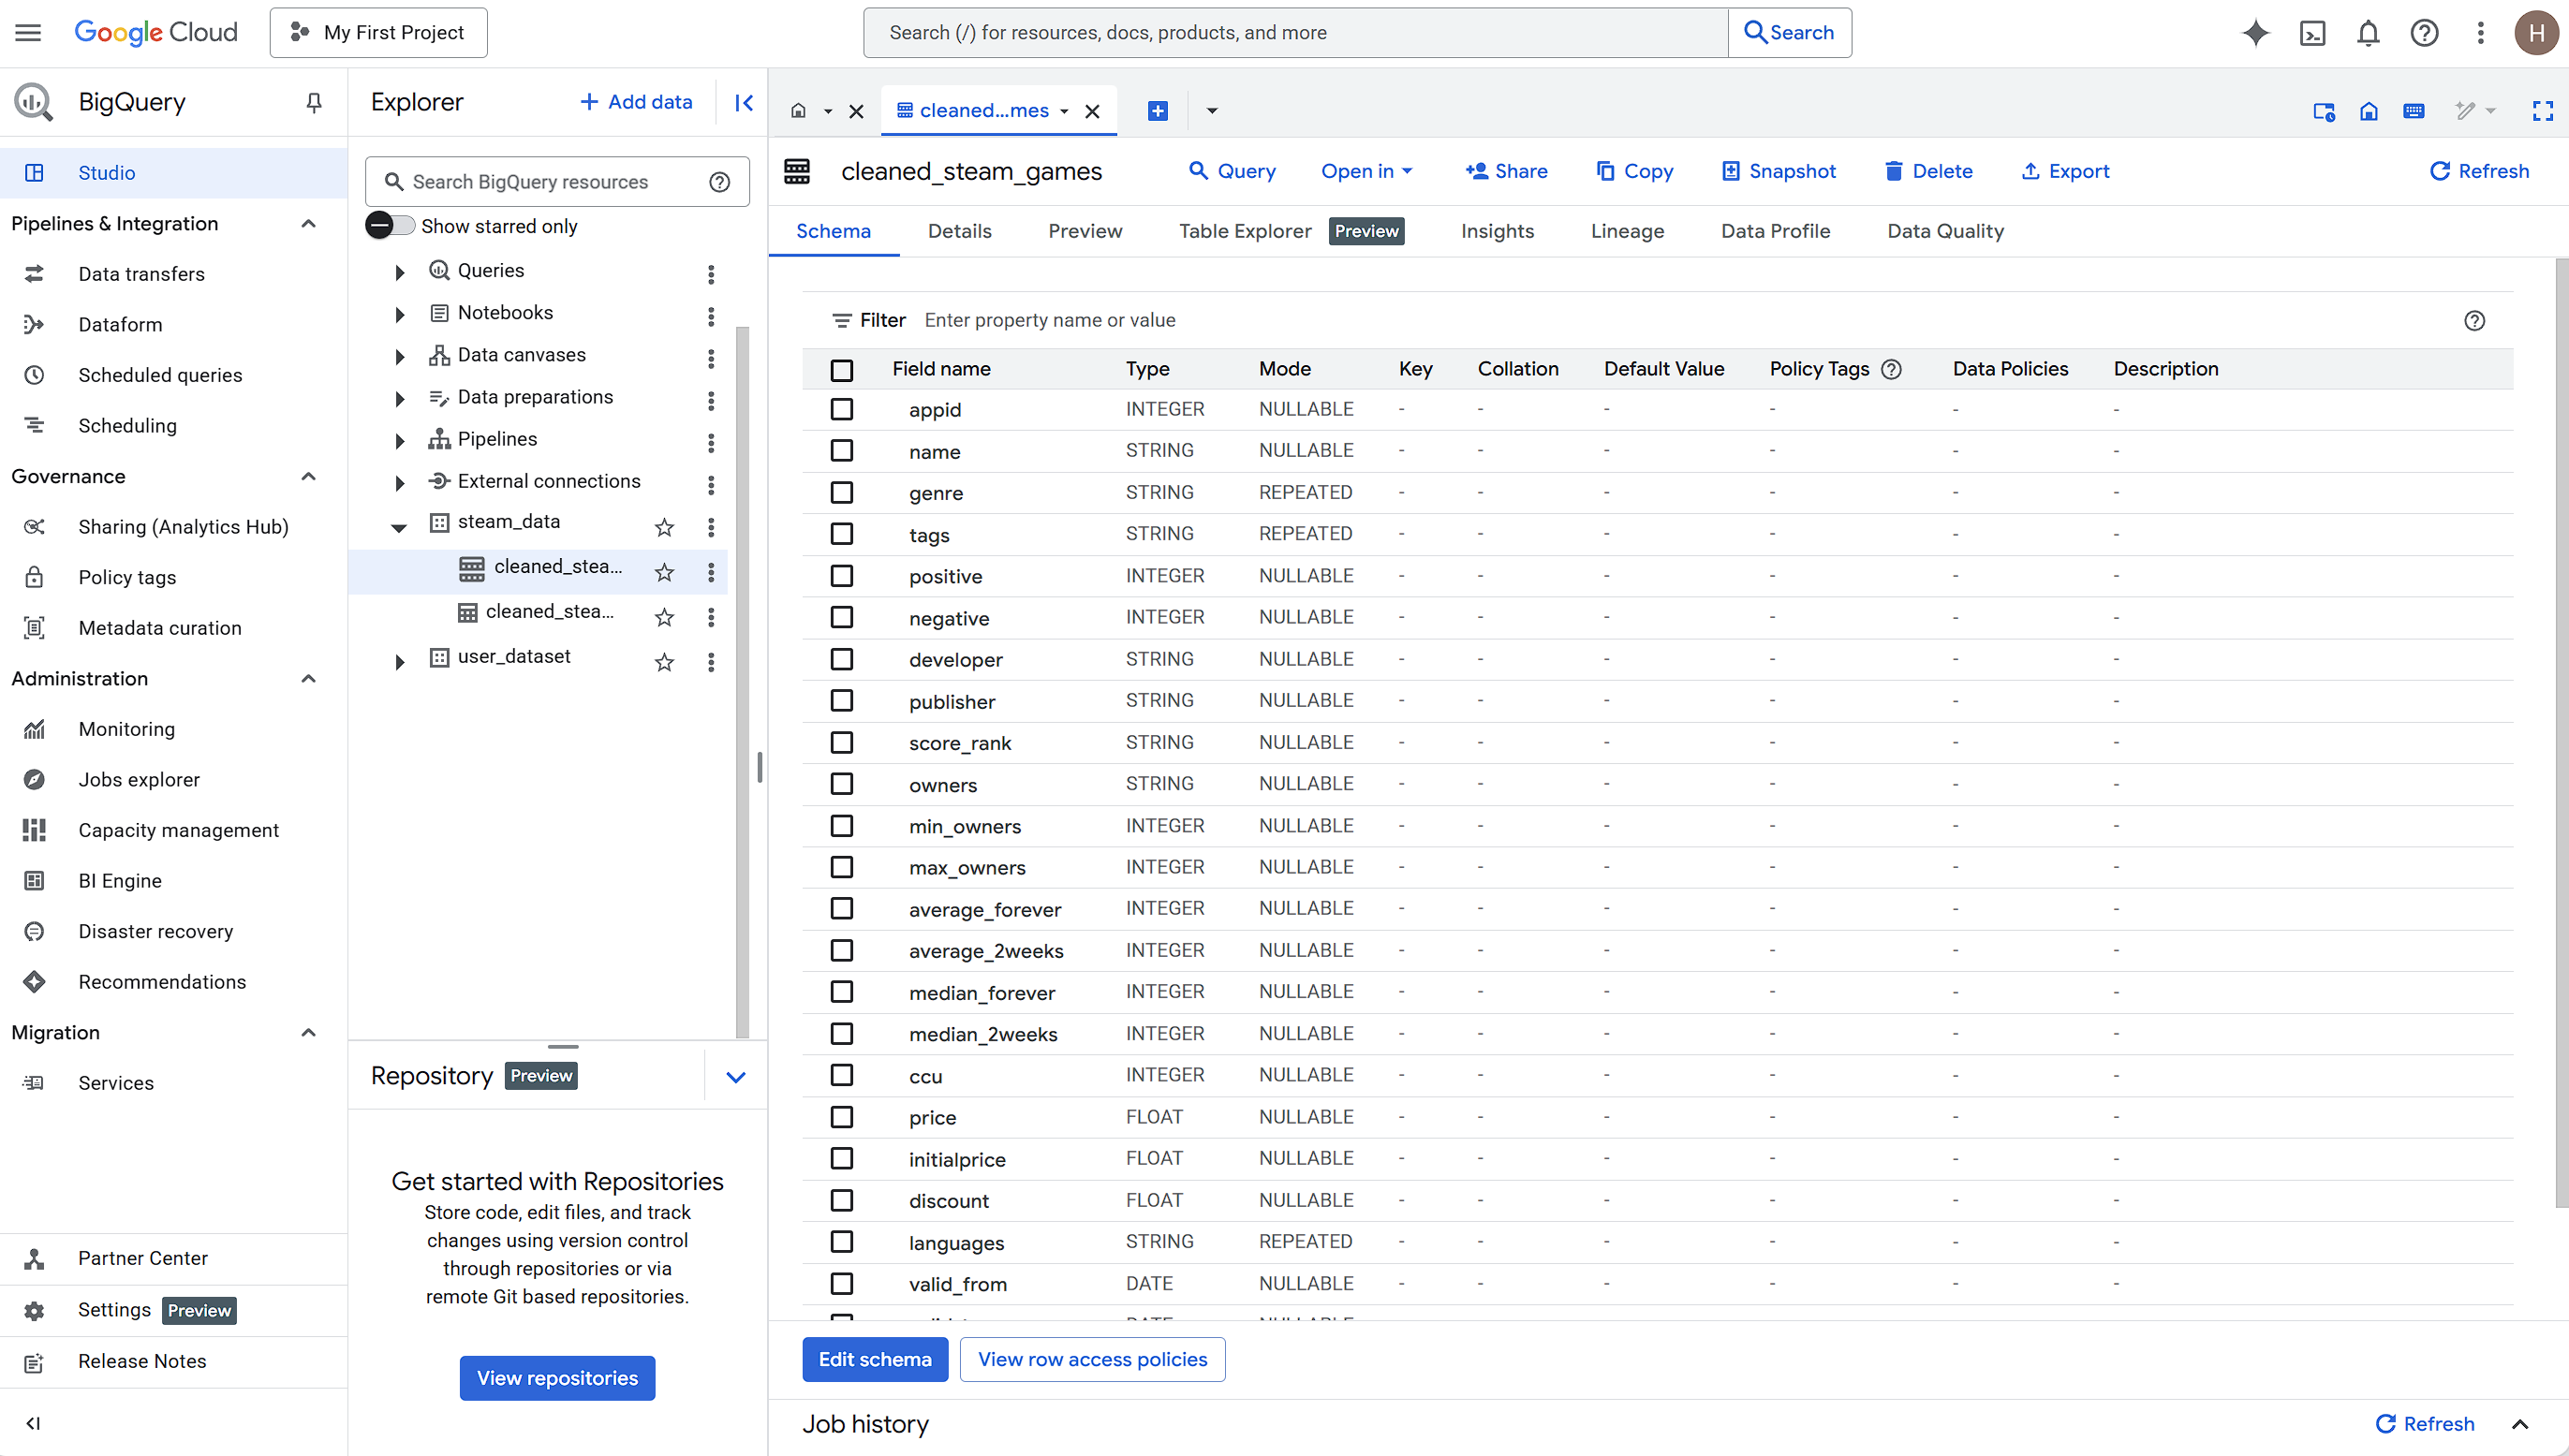 Google Cloud
My First Project
Search (/) for resources, docs, products, and more
Search
H
BigQuery
Studio
Pipelines & Integration
Data transfers
Dataform
Scheduled queries
Scheduling
Governance
Sharing (Analytics Hub)
Policy tags
Metadata curation
Administration
Monitoring
Jobs explorer
Capacity management
BI Engine
Disaster recovery
Recommendations
Migration
Services
Partner Center
Settings Preview
Release Notes
Explorer
+ Add data
Search BigQuery resources
Show starred only
Queries
Notebooks
Data canvases
Data preparations
Pipelines
External connections
steam_data
cleaned_stea...
cleaned_stea...
user_dataset
Repository Preview
Get started with Repositories
Store code, edit files, and track
changes using version control
through repositories or via
remote Git based repositories.
View repositories
cleaned...mes
cleaned_steam_games
Query Open in Share Copy Snapshot Delete Export Refresh
Schema Details Preview Table Explorer Preview Insights Lineage Data Profile Data Quality
Filter Enter property name or value
Field name Type Mode Key Collation Default Value Policy Tags Data Policies Description
appid INTEGER NULLABLE - - - - - -
name STRING NULLABLE - - - - - -
genre STRING REPEATED - - - - - -
tags STRING REPEATED - - - - - -
positive INTEGER NULLABLE - - - - - -
negative INTEGER NULLABLE - - - - - -
developer STRING NULLABLE - - - - - -
publisher STRING NULLABLE - - - - - -
score_rank STRING NULLABLE - - - - - -
owners STRING NULLABLE - - - - - -
min_owners INTEGER NULLABLE - - - - - -
max_owners INTEGER NULLABLE - - - - - -
average_forever INTEGER NULLABLE - - - - - -
average_2weeks INTEGER NULLABLE - - - - - -
median_forever INTEGER NULLABLE - - - - - -
median_2weeks INTEGER NULLABLE - - - - - -
ccu INTEGER NULLABLE - - - - - -
price FLOAT NULLABLE - - - - - -
initialprice FLOAT NULLABLE - - - - - -
discount FLOAT NULLABLE - - - - - -
languages STRING REPEATED - - - - - -
valid_from DATE NULLABLE - - - - - -
Edit schema View row access policies
Job history
Refresh